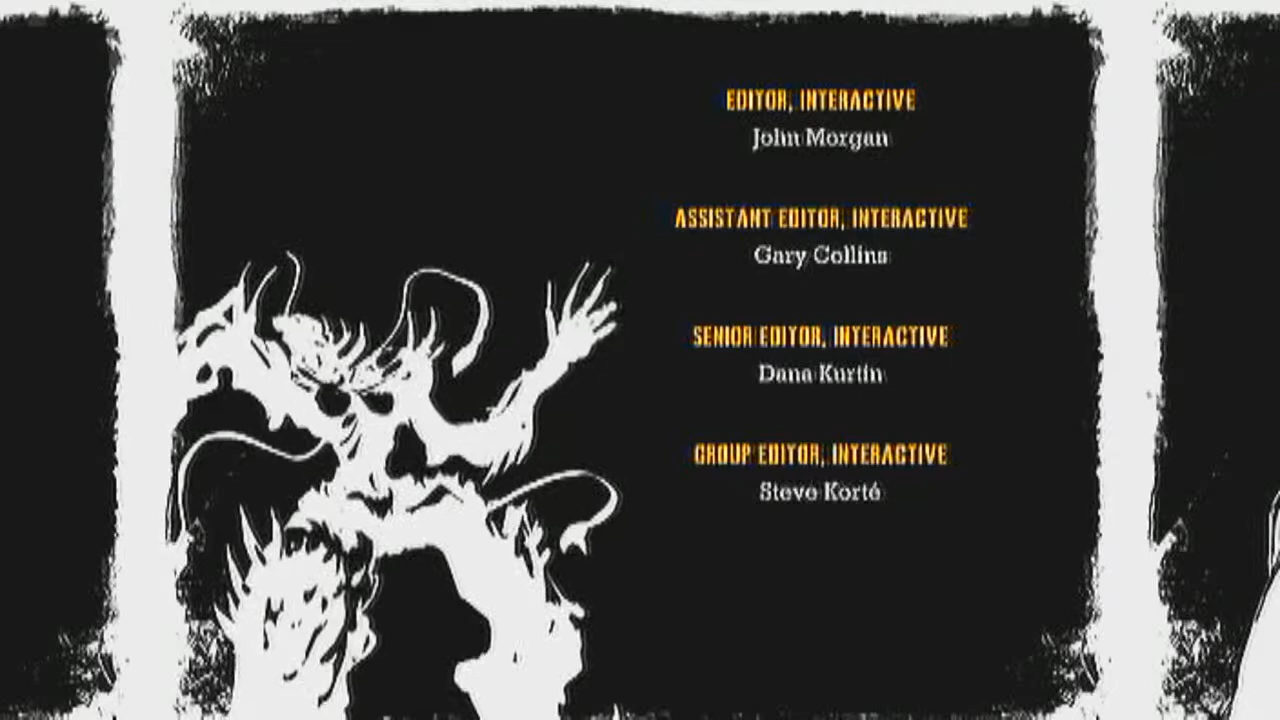 EDITOR, INTERACTIVE
John Morgan
ASSISTANT EDITOR, INTERACTIVE
Gary Collins
SENIOR EDITOR, INTERACTIVE
Dana Kurtin
GROUP EDITOR, INTERACTIVE
Steve Korté